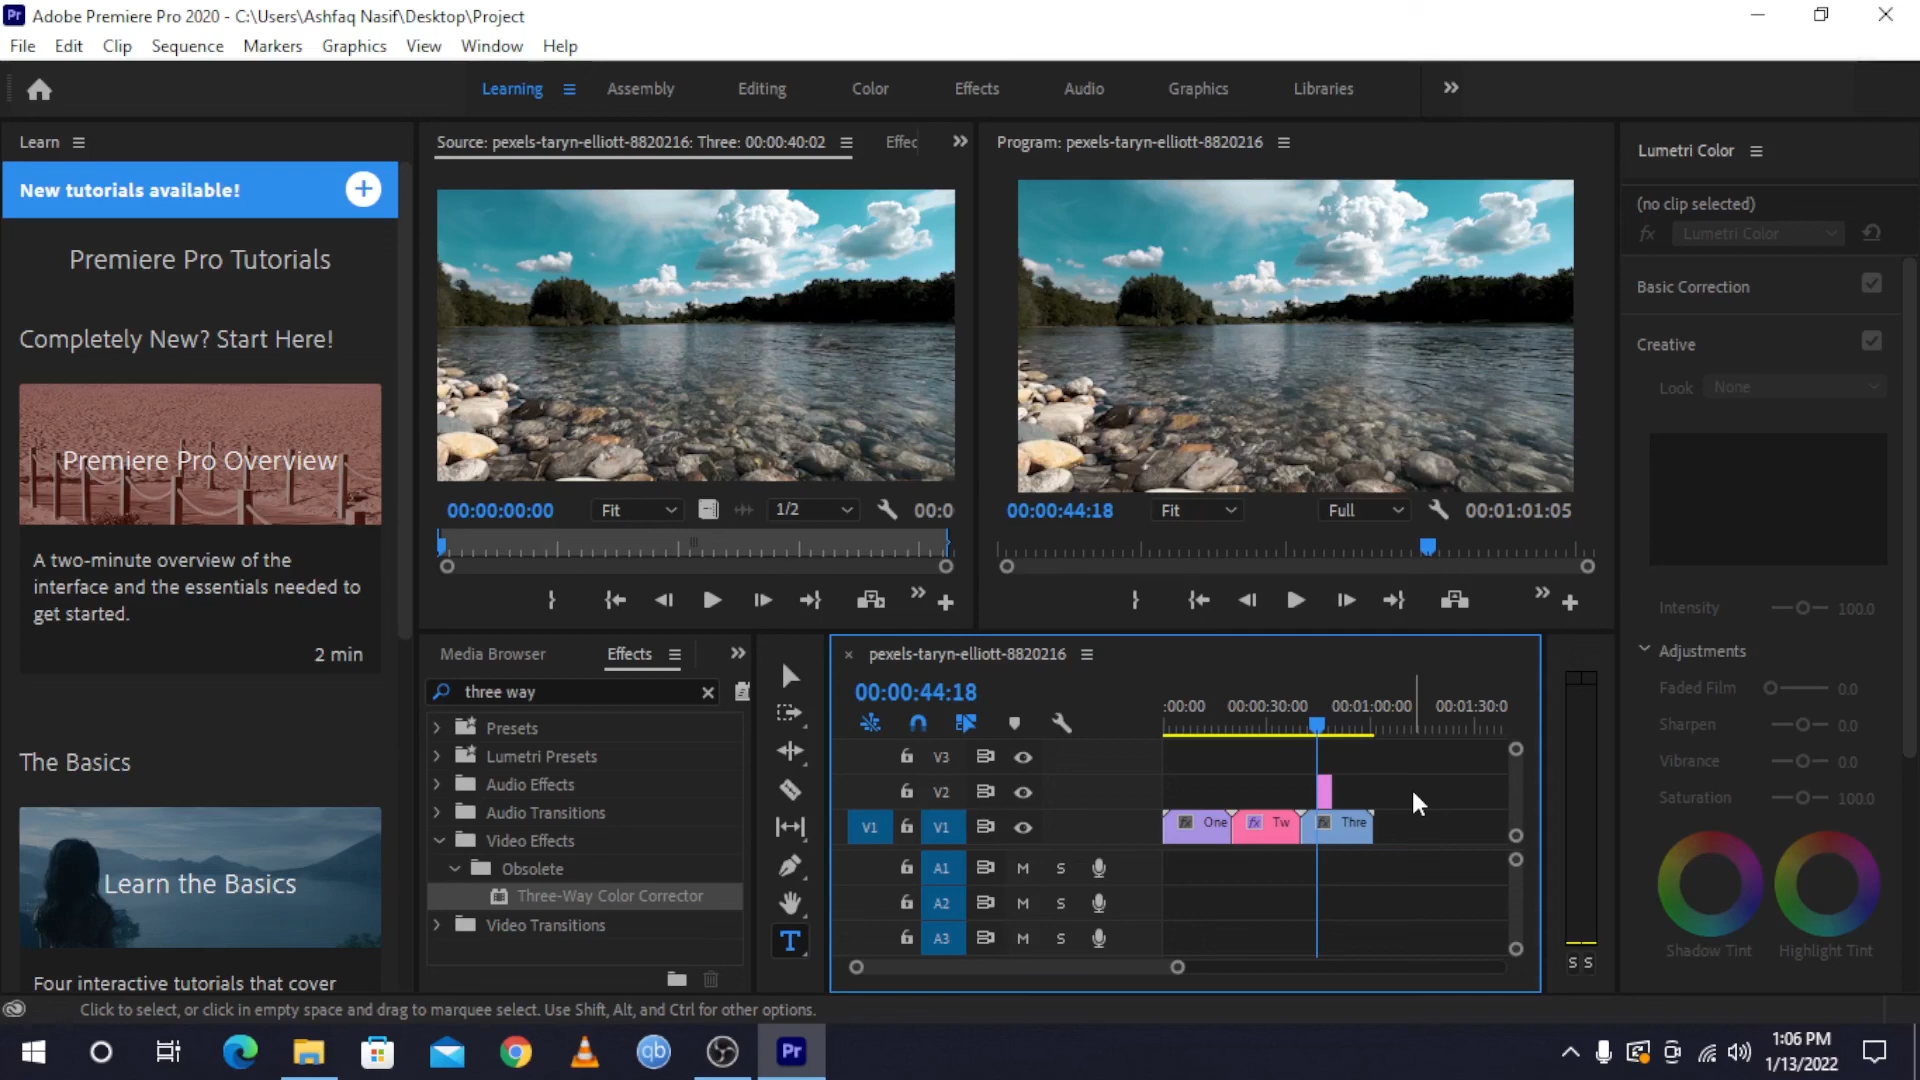 Pr Adobe Premiere Pro 2020 - C:\Users\Ashfaq Nasif\Desktop\Project
File Edit Clip Sequence Markers Graphics View Window Help
Learning Assembly Editing Color Effects Audio Graphics Libraries
Learn
New tutorials available!
Premiere Pro Tutorials
Completely New? Start Here!
Premiere Pro Overview
A two-minute overview of the
interface and the essentials needed to
get started.
2 min
The Basics
Learn the Basics
Four interactive tutorials that cover
Source: pexels-taryn-elliott-8820216: Three: 00:00:40:02 Effec
00:00:00:00 Fit 1/2 00:0
Program: pexels-taryn-elliott-8820216
00:00:44:18 Fit Full 00:01:01:05
Lumetri Color
(no clip selected)
fx Lumetri Color
Basic Correction
Creative
Look None
Intensity 100.0
Adjustments
Faded Film 0.0
Sharpen 0.0
Vibrance 0.0
Saturation 100.0
Shadow Tint Highlight Tint
Media Browser Effects
three way
Presets
Lumetri Presets
Audio Effects
Audio Transitions
Video Effects
Obsolete
Three-Way Color Corrector
Video Transitions
T
pexels-taryn-elliott-8820216
00:00:44:18
:00:00 00:00:30:00 00:01:00:00 00:01:30:0
V3
V2
V1 V1 fx One fx Tw fx Thre
A1 M S
A2 M S
A3 M S
S S
Click to select, or click in empty space and drag to marquee select. Use Shift, Alt, and Ctrl for other options.
qb Pr
1:06 PM
1/13/2022